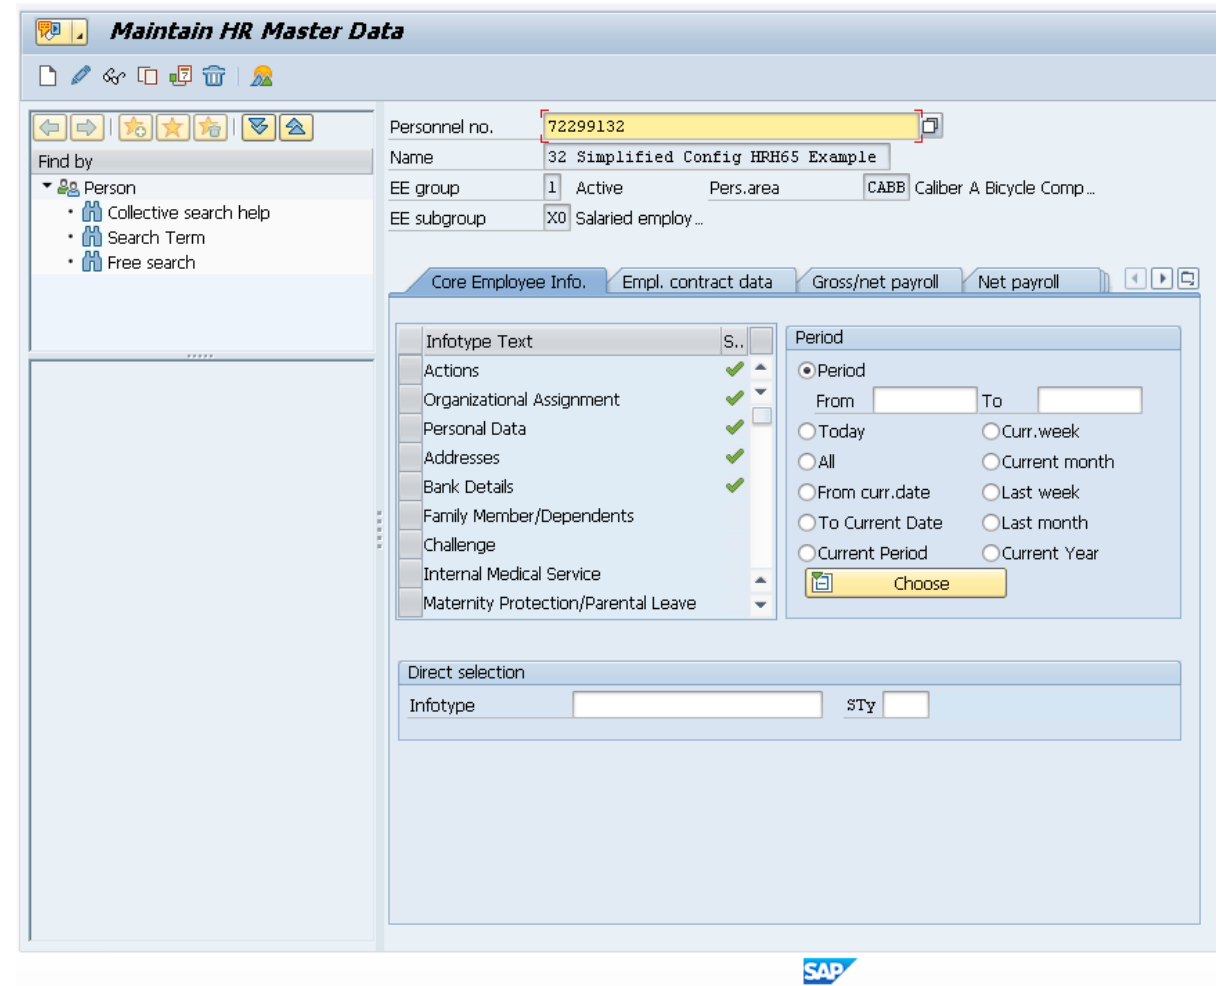 Maintain HR Master Data
Find by
Person
Collective search help
Search Term
Free search
Personnel no. 72299132
Name 32 Simplified Config HRH65 Example
EE group 1 Active Pers.area CABB Caliber A Bicycle Comp...
EE subgroup X0 Salaried employ...
Core Employee Info. Empl. contract data Gross/net payroll Net payroll
Infotype Text S..
Actions
Organizational Assignment
Personal Data
Addresses
Bank Details
Family Member/Dependents
Challenge
Internal Medical Service
Maternity Protection/Parental Leave
Period
Period
From To
Today Curr.week
All Current month
From curr.date Last week
To Current Date Last month
Current Period Current Year
Choose
Direct selection
Infotype STy
SAP